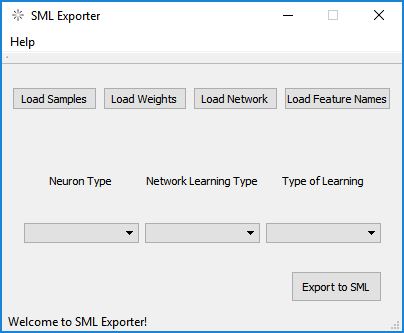 SML Exporter
Help
Load Samples Load Weights Load Network Load Feature Names
Neuron Type Network Learning Type Type of Learning
Export to SML
Welcome to SML Exporter!